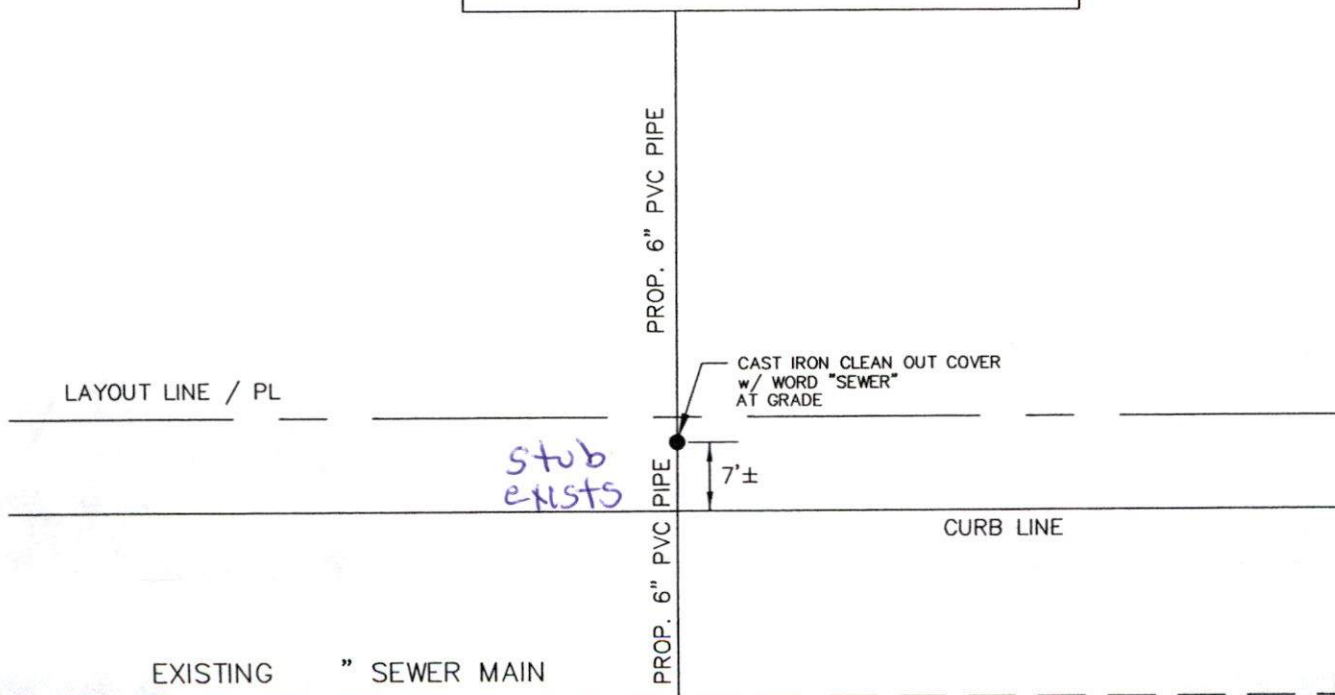 PROP. 6" PVC PIPE
CAST IRON CLEAN OUT COVER
w/ WORD "SEWER"
AT GRADE
LAYOUT LINE / PL
stub
exists
7'±
PROP. 6" PVC PIPE
CURB LINE
EXISTING " SEWER MAIN